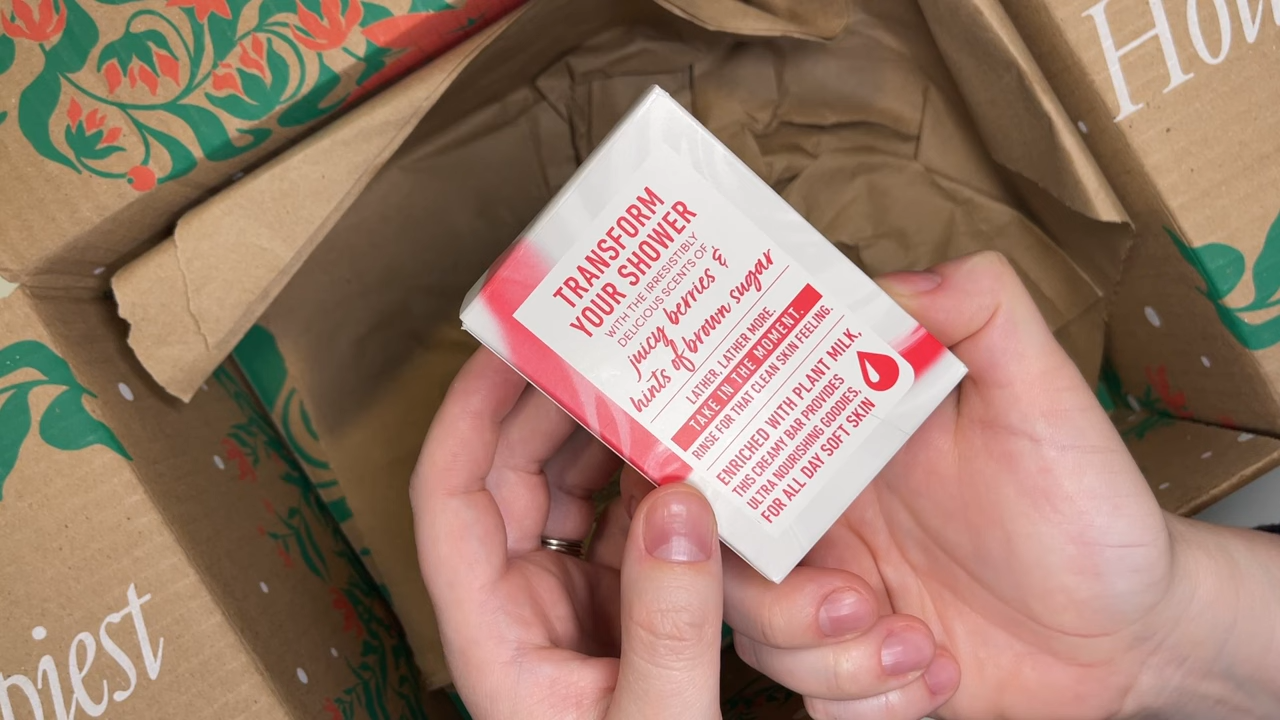 How
TRANSFORM
YOUR SHOWER
WITH THE IRRESISTIBLY
DELICIOUS SCENTS OF
juicy berries &
hints of brown sugar
LATHER, LATHER MORE.
TAKE IN THE MOMENT.
RINSE FOR THAT CLEAN SKIN FEELING.
ENRICHED WITH PLANT MILK,
THIS CREAMY BAR PROVIDES
ULTRA NOURISHING GOODIES,
FOR ALL DAY SOFT SKIN
piest